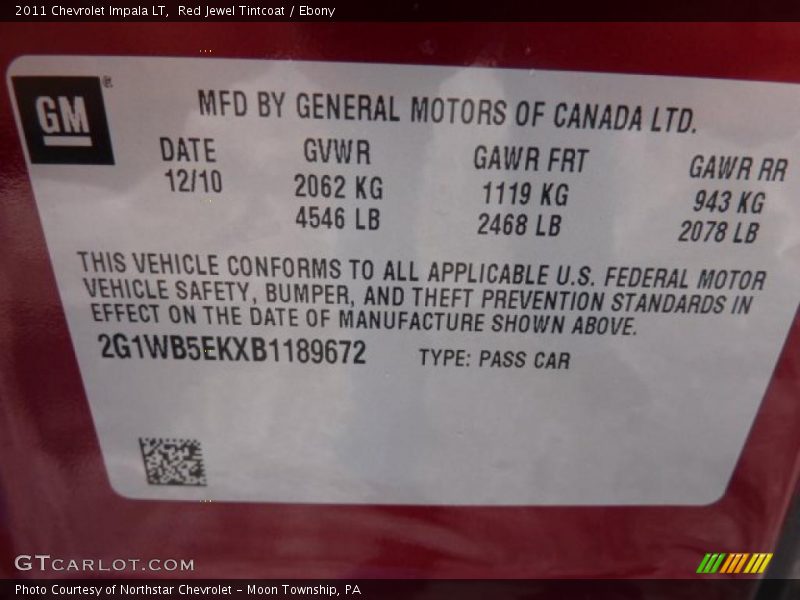 2011 Chevrolet Impala LT,  Red Jewel Tintcoat / Ebony
GM®
MFD BY GENERAL MOTORS OF CANADA LTD.
DATE GVWR GAWR FRT GAWR RR
12/10 2062 KG 1119 KG 943 KG
4546 LB 2468 LB 2078 LB
THIS VEHICLE CONFORMS TO ALL APPLICABLE U.S. FEDERAL MOTOR
VEHICLE SAFETY, BUMPER, AND THEFT PREVENTION STANDARDS IN
EFFECT ON THE DATE OF MANUFACTURE SHOWN ABOVE.
2G1WB5EKXB1189672 TYPE: PASS CAR
GTCARLOT.COM
Photo Courtesy of Northstar Chevrolet - Moon Township, PA